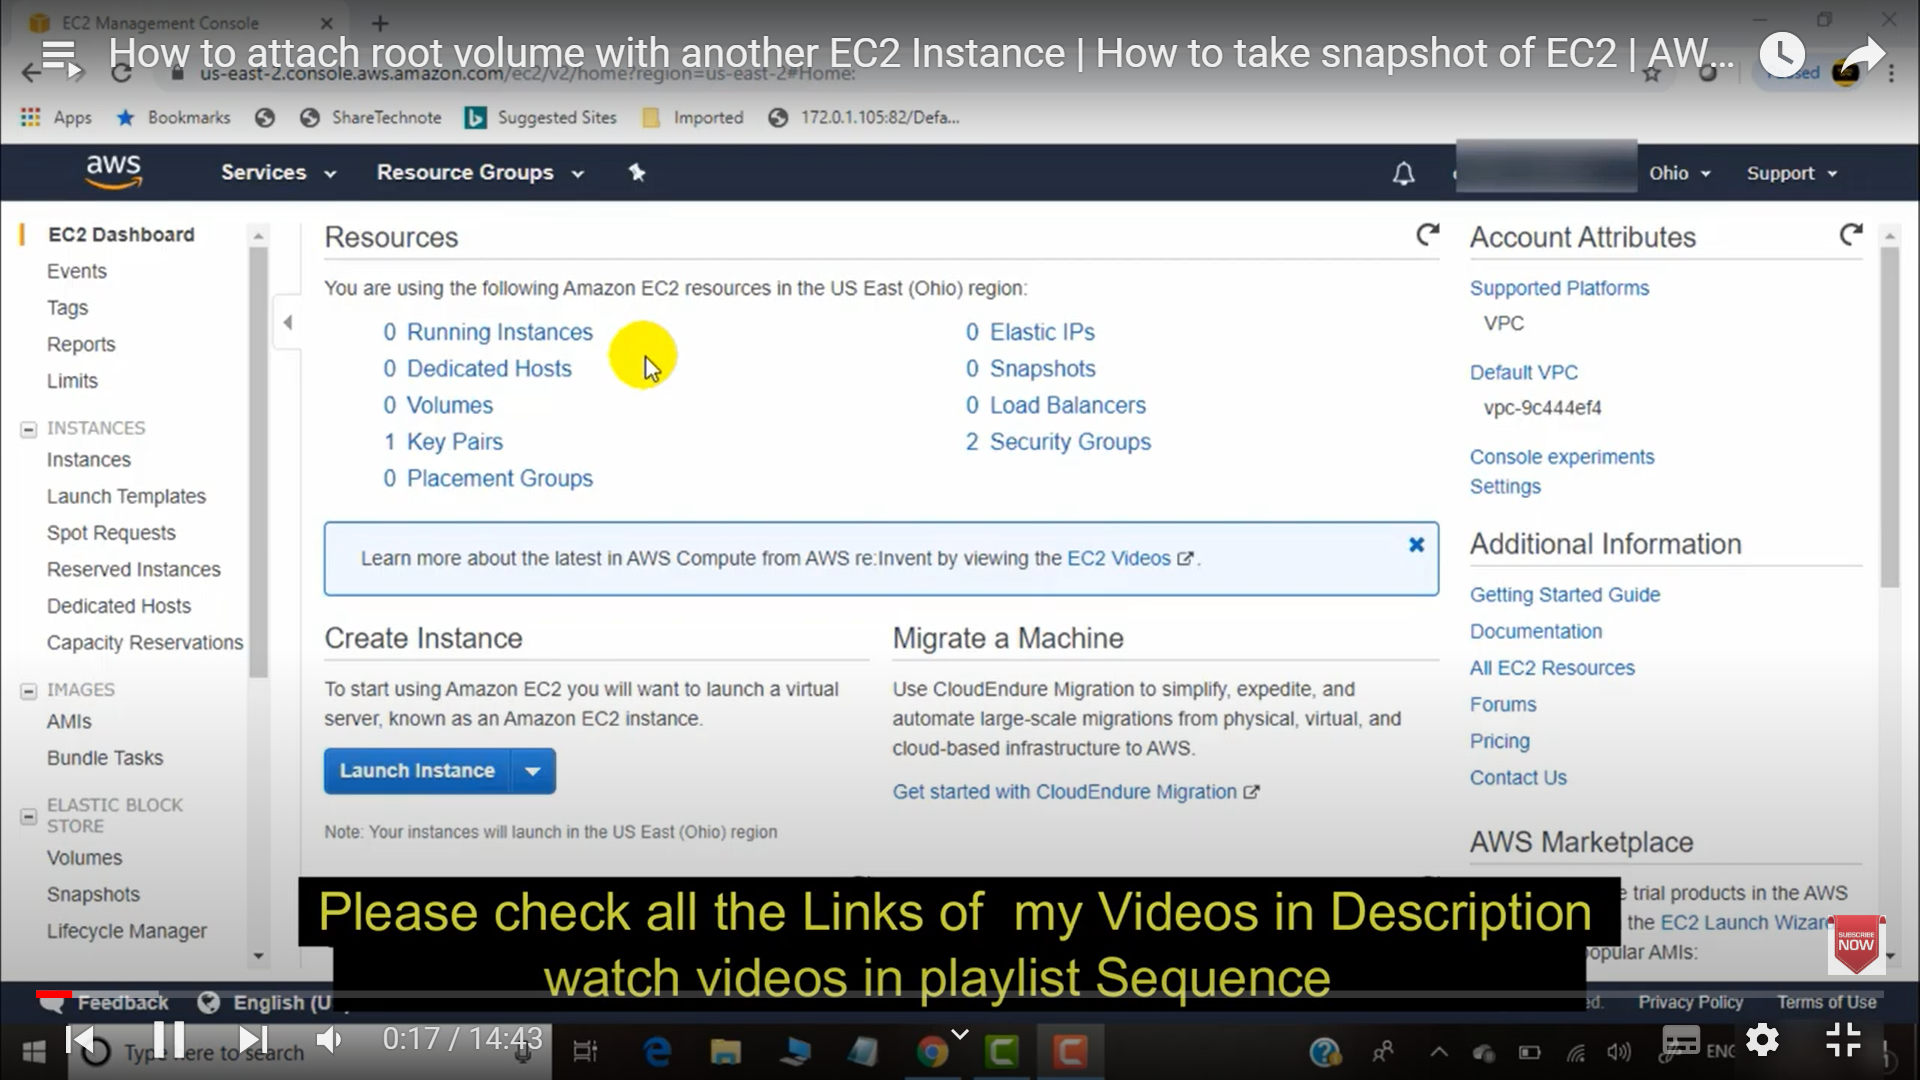 EC2 Management Console
How to attach root volume with another EC2 Instance | How to take snapshot of EC2 | AW...
us-east-2.console.aws.amazon.com/ec2/v2/home?region=us-east-2#Home:
Apps Bookmarks ShareTechnote Suggested Sites Imported 172.0.1.105:82/Defa...
aws Services Resource Groups Ohio Support
EC2 Dashboard
Events
Tags
Reports
Limits
INSTANCES
Instances
Launch Templates
Spot Requests
Reserved Instances
Dedicated Hosts
Capacity Reservations
IMAGES
AMIs
Bundle Tasks
ELASTIC BLOCK
STORE
Volumes
Snapshots
Lifecycle Manager
Resources
You are using the following Amazon EC2 resources in the US East (Ohio) region:
0 Running Instances
0 Dedicated Hosts
0 Volumes
1 Key Pairs
0 Placement Groups
0 Elastic IPs
0 Snapshots
0 Load Balancers
2 Security Groups
Learn more about the latest in AWS Compute from AWS re:Invent by viewing the EC2 Videos.
Create Instance
To start using Amazon EC2 you will want to launch a virtual
server, known as an Amazon EC2 instance.
Launch Instance
Note: Your instances will launch in the US East (Ohio) region
Migrate a Machine
Use CloudEndure Migration to simplify, expedite, and
automate large-scale migrations from physical, virtual, and
cloud-based infrastructure to AWS.
Get started with CloudEndure Migration
Account Attributes
Supported Platforms
VPC
Default VPC
vpc-9c444ef4
Console experiments
Settings
Additional Information
Getting Started Guide
Documentation
All EC2 Resources
Forums
Pricing
Contact Us
AWS Marketplace
trial products in the AWS
the EC2 Launch Wizard
popular AMIs:
SUBSCRIBE
NOW
Please check all the Links of my Videos in Description
watch videos in playlist Sequence
Feedback English (U
Privacy Policy Terms of Use
0:17 / 14:43
Type here to search
ENG